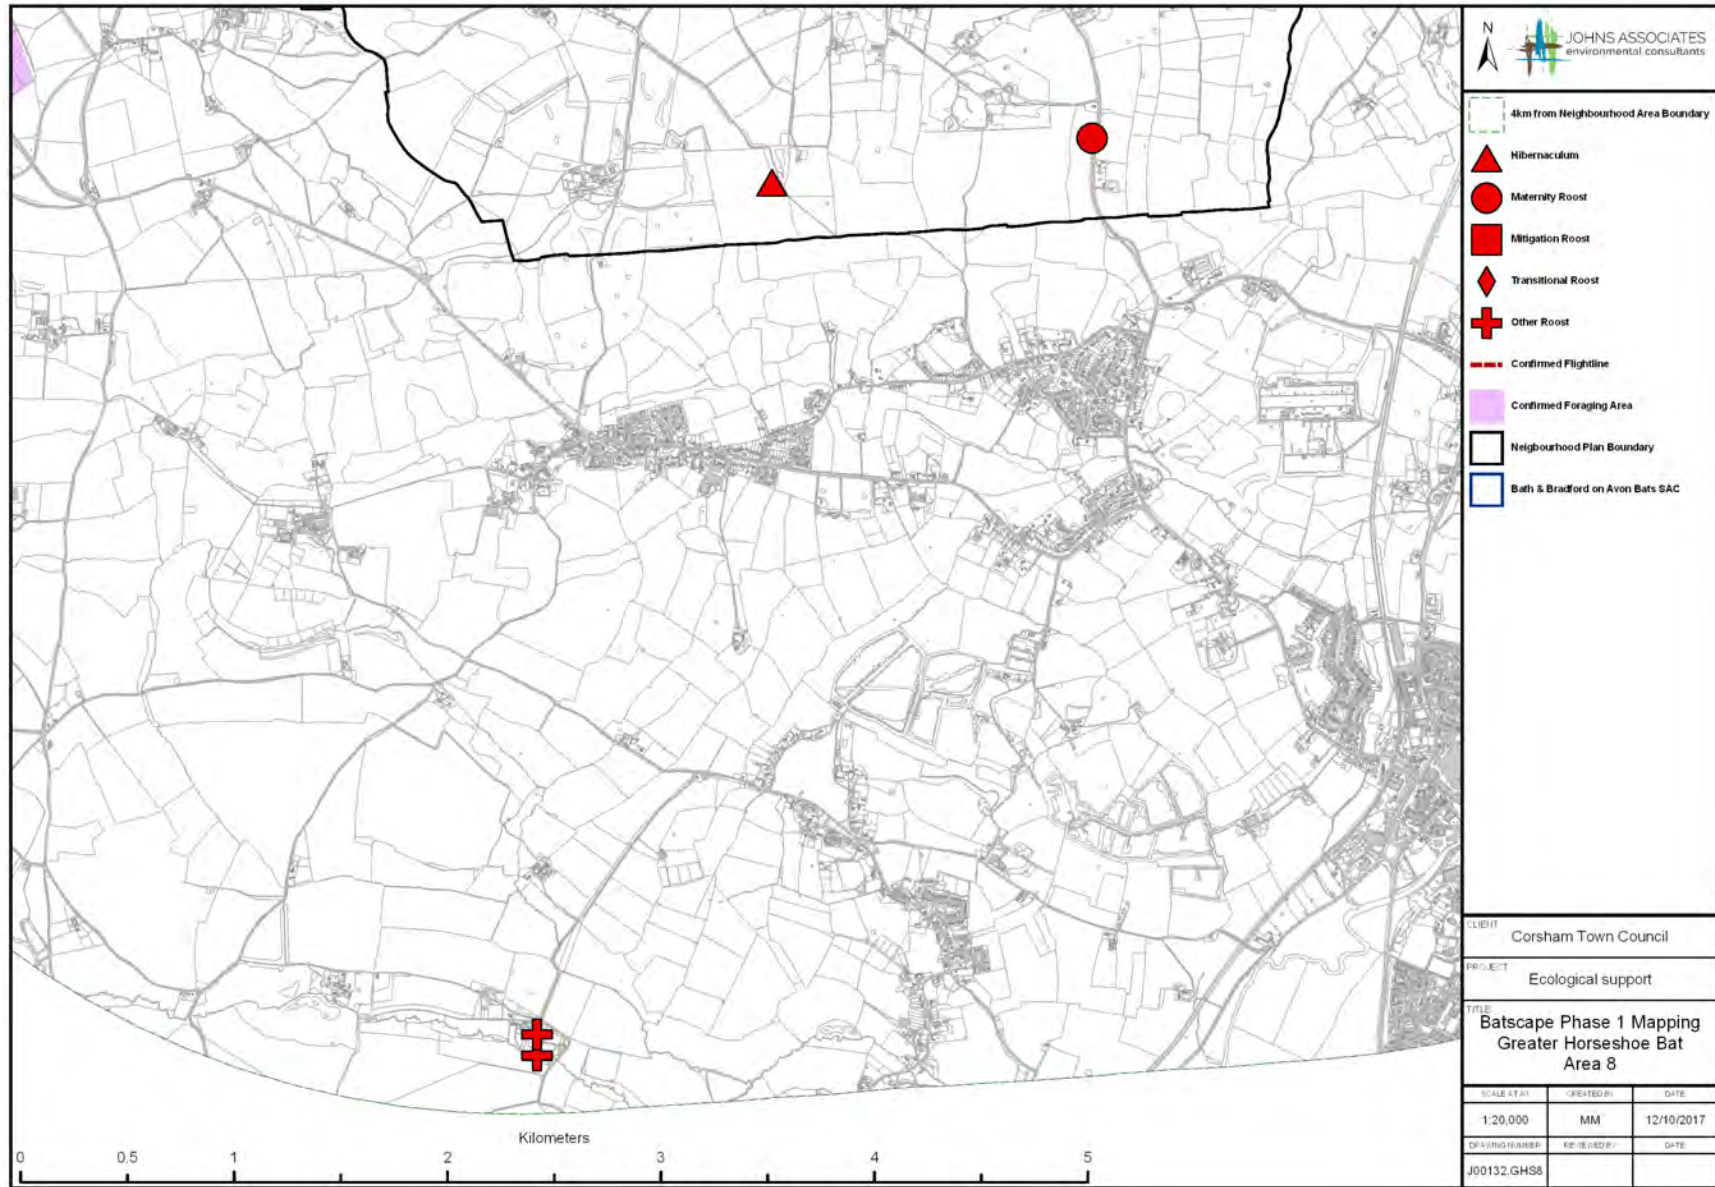 N
JOHNS ASSOCIATES
environmental consultants
4km from Neighbourhood Area Boundary
Hibernaculum
Maternity Roost
Mitigation Roost
Transitional Roost
Other Roost
Confirmed Flightline
Confirmed Foraging Area
Neigbourhood Plan Boundary
Bath & Bradford on Avon Bats SAC
CLIENT
Corsham Town Council
PROJECT
Ecological support
TITLE
Batscape Phase 1 Mapping
Greater Horseshoe Bat
Area 8
SCALE AT A1 CREATED BY DATE
1:20,000 MM 12/10/2017
DRAWING NUMBER REVIEWED BY DATE
J00132.GHS8
Kilometers
0 0.5 1 2 3 4 5